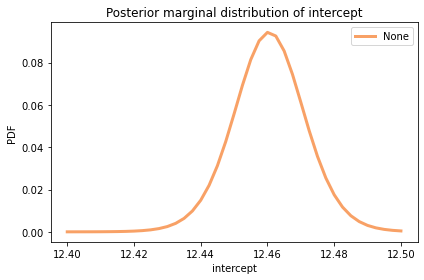 Posterior marginal distribution of intercept
None
PDF
0.08
0.06
0.04
0.02
0.00
12.40 12.42 12.44 12.46 12.48 12.50
intercept